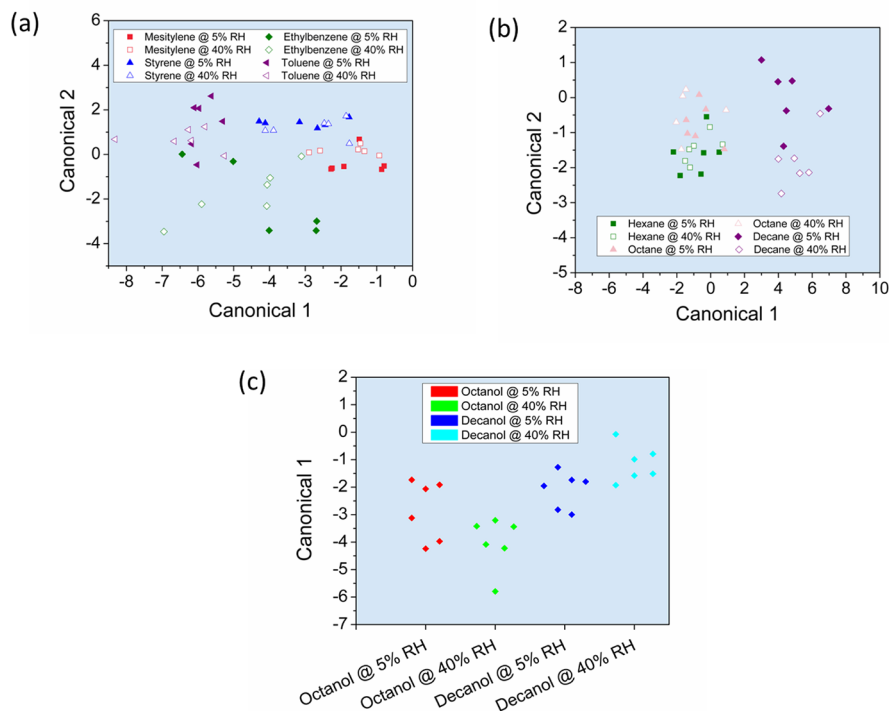 (a)
Canonical 2
6
4
2
0
-2
-4
Mesitylene @ 5% RH
Mesitylene @ 40% RH
Styrene @ 5% RH
Styrene @ 40% RH
Ethylbenzene @ 5% RH
Ethylbenzene @ 40% RH
Toluene @ 5% RH
Toluene @ 40% RH
-8 -7 -6 -5 -4 -3 -2 -1 0
Canonical 1
(b)
Canonical 2
2
1
0
-1
-2
-3
-4
-5
Hexane @ 5% RH
Hexane @ 40% RH
Octane @ 5% RH
Octane @ 40% RH
Decane @ 5% RH
Decane @ 40% RH
-8 -6 -4 -2 0 2 4 6 8 10
Canonical 1
(c)
Canonical 1
2
1
0
-1
-2
-3
-4
-5
-6
-7
Octanol @ 5% RH
Octanol @ 40% RH
Decanol @ 5% RH
Decanol @ 40% RH
Octanol @ 5% RH
Octanol @ 40% RH
Decanol @ 5% RH
Decanol @ 40% RH